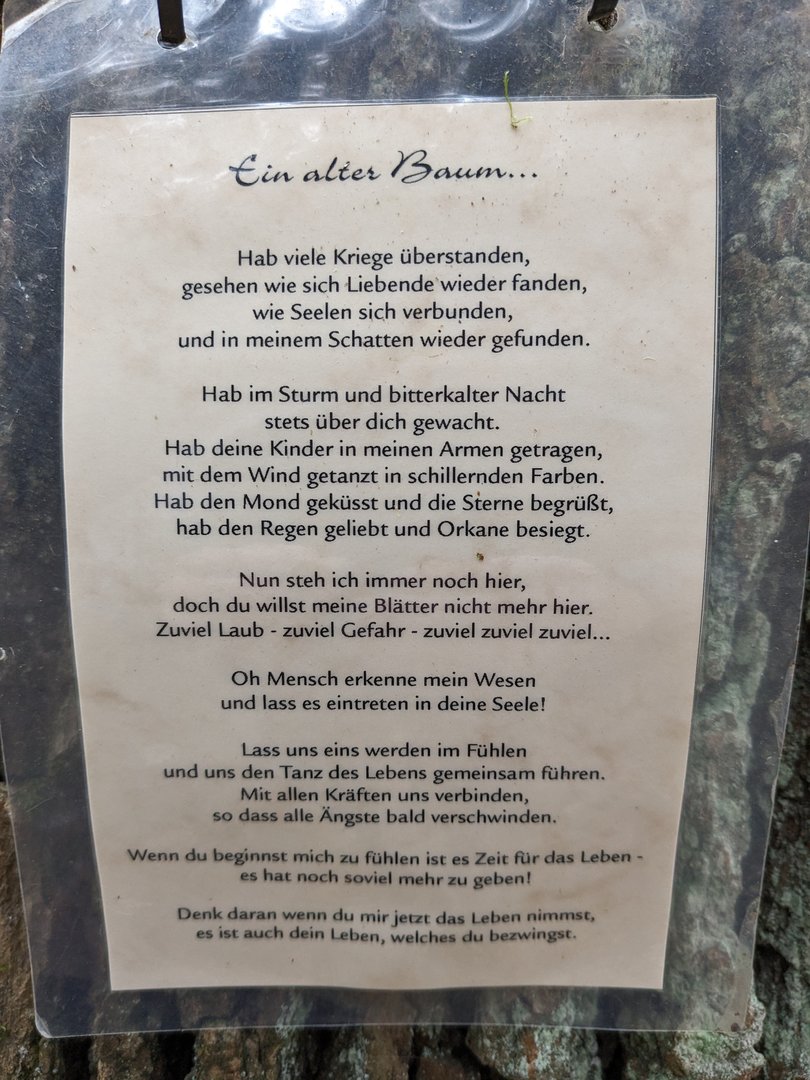 Ein alter Baum...
Hab viele Kriege überstanden,
gesehen wie sich Liebende wieder fanden,
wie Seelen sich verbunden,
und in meinem Schatten wieder gefunden.
Hab im Sturm und bitterkalter Nacht
stets über dich gewacht.
Hab deine Kinder in meinen Armen getragen,
mit dem Wind getanzt in schillernden Farben.
Hab den Mond geküsst und die Sterne begrüßt,
hab den Regen geliebt und Orkane besiegt.
Nun steh ich immer noch hier,
doch du willst meine Blätter nicht mehr hier.
Zuviel Laub - zuviel Gefahr - zuviel zuviel zuviel...
Oh Mensch erkenne mein Wesen
und lass es eintreten in deine Seele!
Lass uns eins werden im Fühlen
und uns den Tanz des Lebens gemeinsam führen.
Mit allen Kräften uns verbinden,
so dass alle Ängste bald verschwinden.
Wenn du beginnst mich zu fühlen ist es Zeit für das Leben -
es hat noch soviel mehr zu geben!
Denk daran wenn du mir jetzt das Leben nimmst,
es ist auch dein Leben, welches du bezwingst.